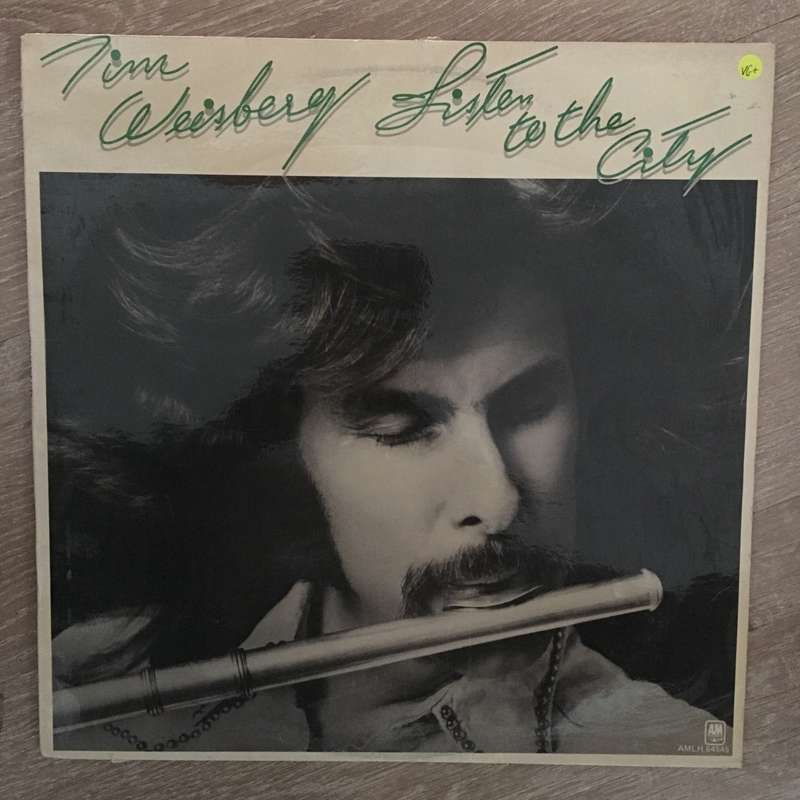 Tim Weisberg
Listen to the City
VG+
A&M
AMLH 64545